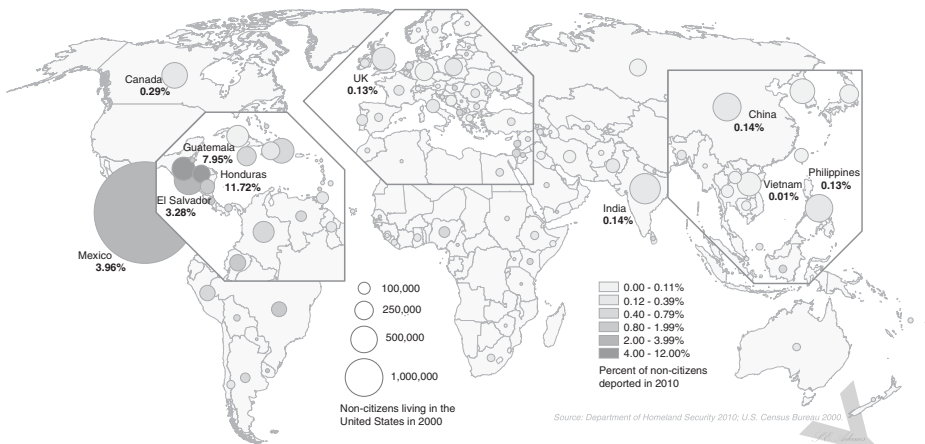 Canada
0.29%
UK
0.13%
China
0.14%
Guatemala
7.95%
Honduras
11.72%
El Salvador
3.28%
Mexico
3.96%
India
0.14%
Vietnam
0.01%
Philippines
0.13%
100,000
250,000
500,000
1,000,000
Non-citizens living in the
United States in 2000
0.00 - 0.11%
0.12 - 0.39%
0.40 - 0.79%
0.80 - 1.99%
2.00 - 3.99%
4.00 - 12.00%
Percent of non-citizens
deported in 2010
Source: Department of Homeland Security 2010; U.S. Census Bureau 2000.